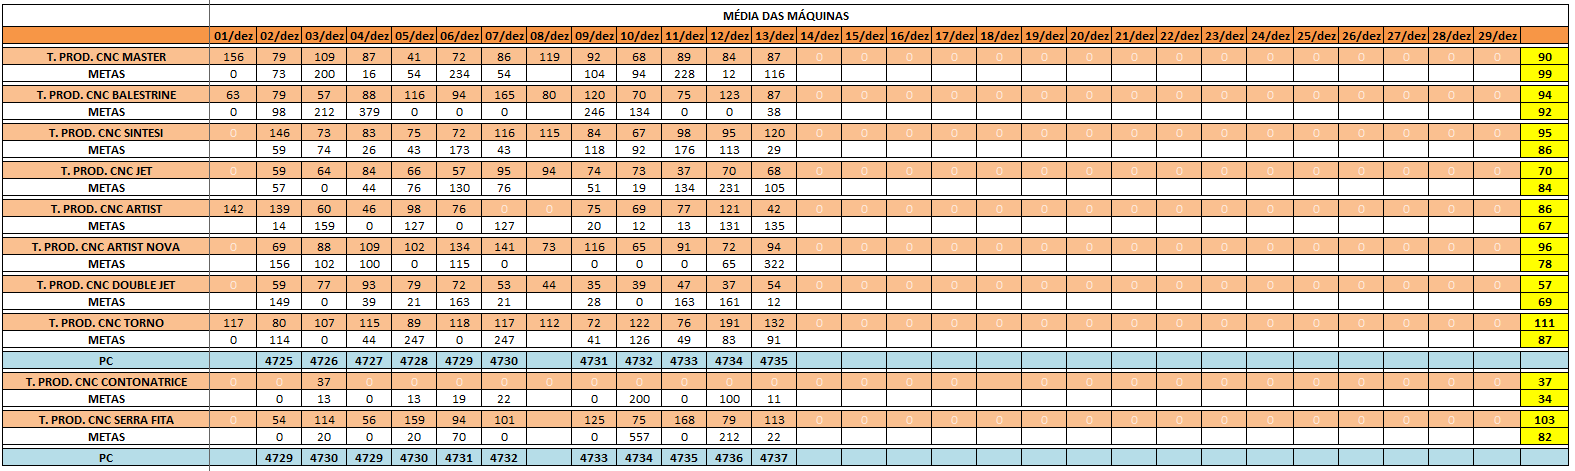 MÉDIA DAS MÁQUINAS
01/dez 02/dez 03/dez 04/dez 05/dez 06/dez 07/dez 08/dez 09/dez 10/dez 11/dez 12/dez 13/dez 14/dez 15/dez 16/dez 17/dez 18/dez 19/dez 20/dez 21/dez 22/dez 23/dez 24/dez 25/dez 26/dez 27/dez 28/dez 29/dez
T. PROD. CNC MASTER 156 79 109 87 41 72 86 119 92 68 89 84 87 0 0 0 0 0 0 0 0 0 0 0 0 0 0 0 0 90
METAS 0 73 200 16 54 234 54 104 94 228 12 116 99
T. PROD. CNC BALESTRINE 63 79 57 88 116 94 165 80 120 70 75 123 87 0 0 0 0 0 0 0 0 0 0 0 0 0 0 0 0 94
METAS 0 98 212 379 0 0 0 246 134 0 0 38 92
T. PROD. CNC SINTESI 0 146 73 83 75 72 116 115 84 67 98 95 120 0 0 0 0 0 0 0 0 0 0 0 0 0 0 0 0 95
METAS 59 74 26 43 173 43 118 92 176 113 29 86
T. PROD. CNC JET 0 59 64 84 66 57 95 94 74 73 37 70 68 0 0 0 0 0 0 0 0 0 0 0 0 0 0 0 0 70
METAS 57 0 44 76 130 76 51 19 134 231 105 84
T. PROD. CNC ARTIST 142 139 60 46 98 76 0 0 75 69 77 121 42 0 0 0 0 0 0 0 0 0 0 0 0 0 0 0 0 86
METAS 14 159 0 127 0 127 20 12 13 131 135 67
T. PROD. CNC ARTIST NOVA 0 69 88 109 102 134 141 73 116 65 91 72 94 0 0 0 0 0 0 0 0 0 0 0 0 0 0 0 0 96
METAS 156 102 100 0 115 0 0 0 0 65 322 78
T. PROD. CNC DOUBLE JET 0 59 77 93 79 72 53 44 35 39 47 37 54 0 0 0 0 0 0 0 0 0 0 0 0 0 0 0 0 57
METAS 149 0 39 21 163 21 28 0 163 161 12 69
T. PROD. CNC TORNO 117 80 107 115 89 118 117 112 72 122 76 191 132 0 0 0 0 0 0 0 0 0 0 0 0 0 0 0 0 111
METAS 0 114 0 44 247 0 247 41 126 49 83 91 87
PC 4725 4726 4727 4728 4729 4730 4731 4732 4733 4734 4735
T. PROD. CNC CONTONATRICE 0 0 37 0 0 0 0 0 0 0 0 0 0 0 0 0 0 0 0 0 0 0 0 0 0 0 0 0 0 37
METAS 0 13 0 13 19 22 0 200 0 100 11 34
T. PROD. CNC SERRA FITA 0 54 114 56 159 94 101 125 75 168 79 113 0 0 0 0 0 0 0 0 0 0 0 0 0 0 0 0 103
METAS 0 20 0 20 70 0 0 557 0 212 22 82
PC 4729 4730 4729 4730 4731 4732 4733 4734 4735 4736 4737